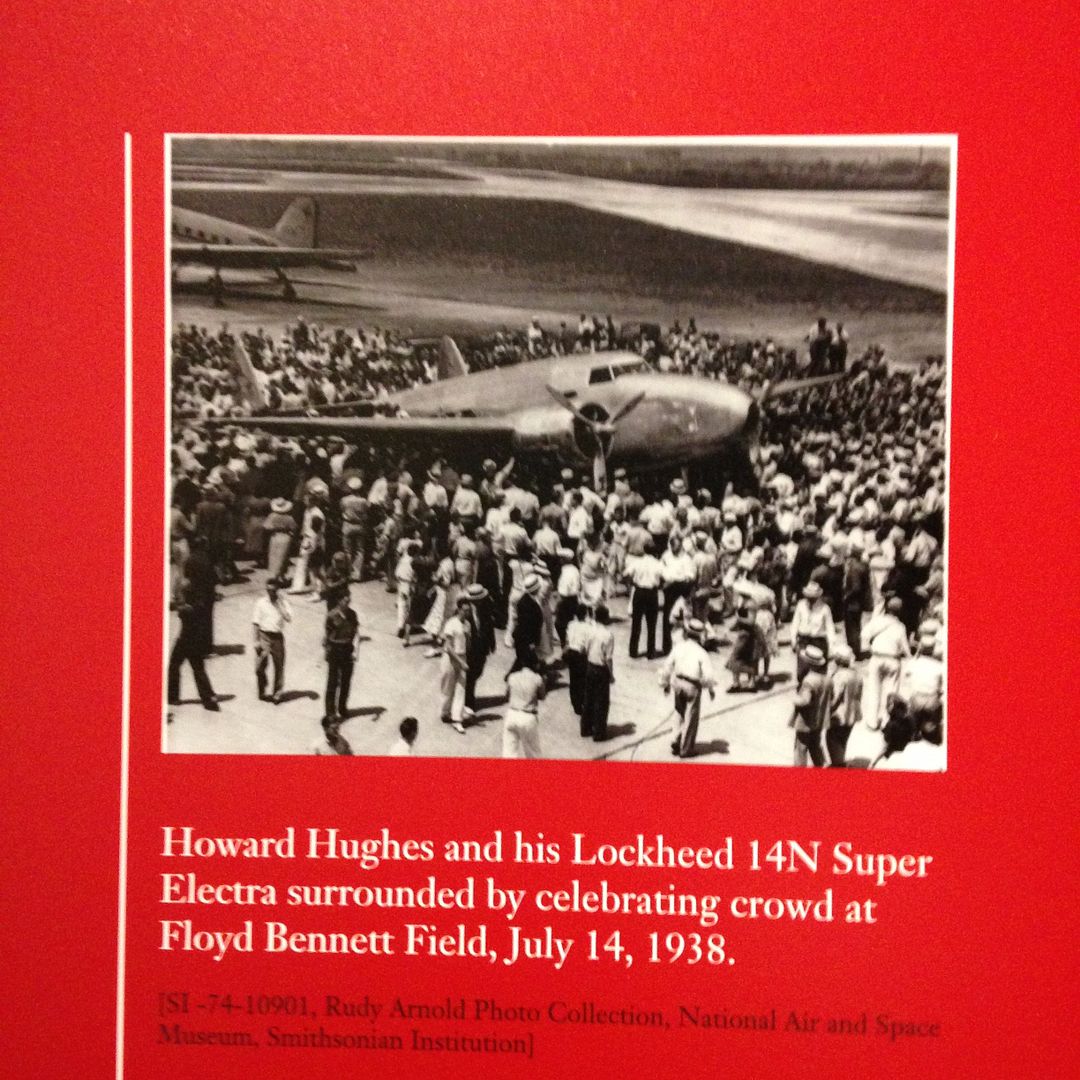 Howard Hughes and his Lockheed 14N Super
Electra surrounded by celebrating crowd at
Floyd Bennett Field, July 14, 1938.
[SI -74-10901, Rudy Arnold Photo Collection, National Air and Space
Museum, Smithsonian Institution]